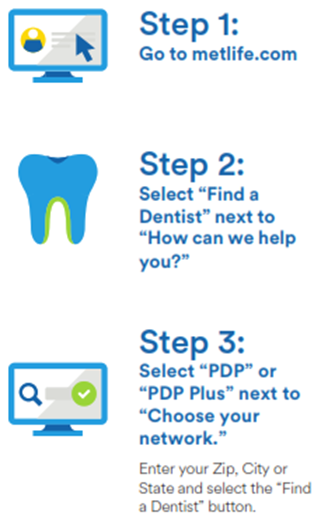 Step 1:
Go to metlife.com
Step 2:
Select “Find a
Dentist” next to
“How can we help
you?”
Step 3:
Select “PDP” or
“PDP Plus” next to
“Choose your
network.”
Enter your Zip, City or
State and select the “Find
a Dentist” button.